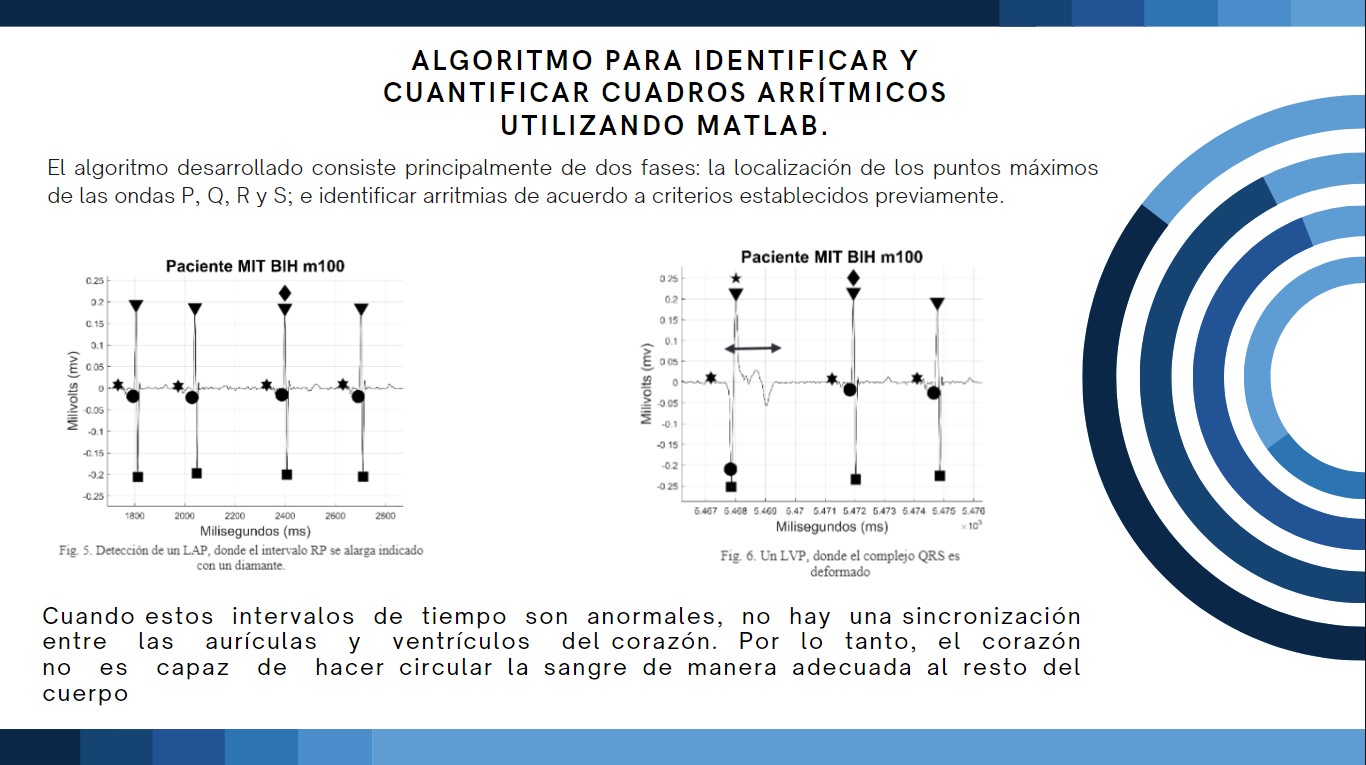 ALGORITMO PARA IDENTIFICAR Y
CUANTIFICAR CUADROS ARRÍTMICOS
UTILIZANDO MATLAB.
El algoritmo desarrollado consiste principalmente de dos fases: la localización de los puntos máximos
de las ondas P, Q, R y S; e identificar arritmias de acuerdo a criterios establecidos previamente.
Paciente MIT BIH m100
0.25
0.2
0.15
0.1
0.05
0
-0.05
-0.1
-0.15
-0.2
-0.25
Milivolts (mv)
1800 2000 2200 2400 2600 2800
Milisegundos (ms)
Fig. 5. Detección de un LAP, donde el intervalo RP se alarga indicado
con un diamante.
Paciente MIT BIH m100
0.25
0.2
0.15
0.1
0.05
0
-0.05
-0.1
-0.15
-0.2
-0.25
Milivolts (mv)
5.467 5.468 5.469 5.47 5.471 5.472 5.473 5.474 5.475 5.476
×10⁵
Milisegundos (ms)
Fig. 6. Un LVP, donde el complejo QRS es
deformado
Cuando estos intervalos de tiempo son anormales, no hay una sincronización
entre las aurículas y ventrículos del corazón. Por lo tanto, el corazón
no es capaz de hacer circular la sangre de manera adecuada al resto del
cuerpo